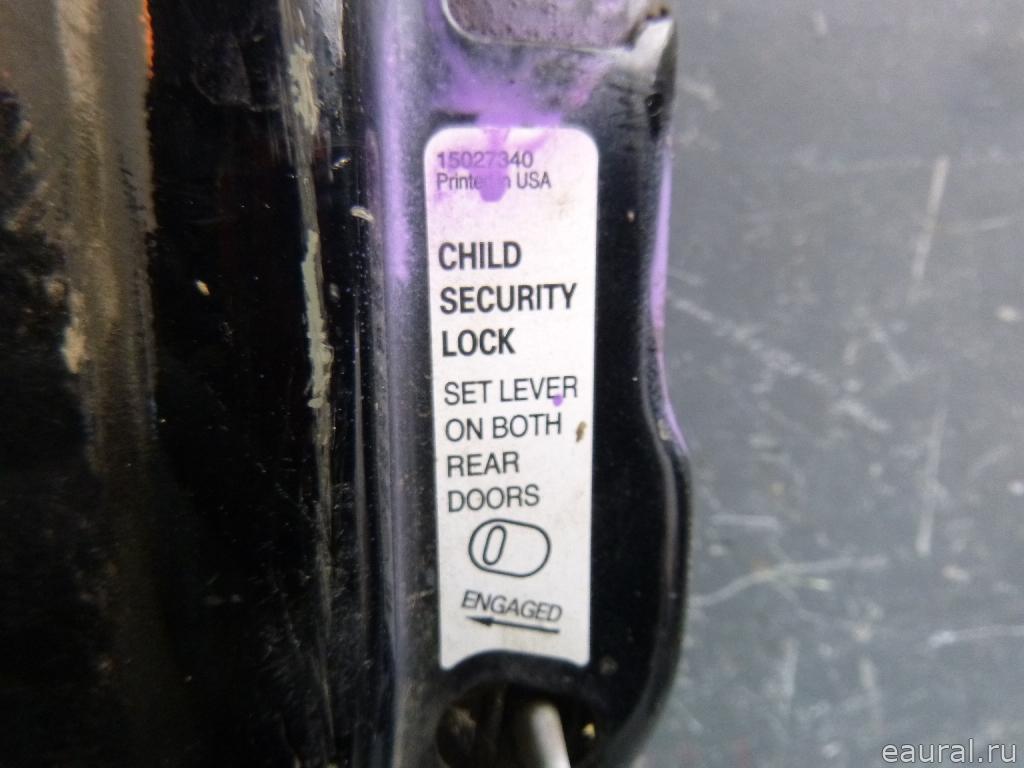 15027340
Printed in USA
CHILD
SECURITY
LOCK
SET LEVER
ON BOTH
REAR
DOORS
ENGAGED
eaural.ru